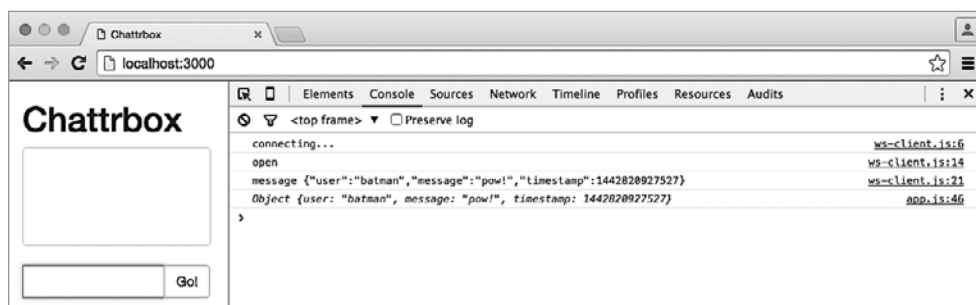 Chattrbox
localhost:3000
Elements Console Sources Network Timeline Profiles Resources Audits
<top frame> ▼ Preserve log
Chattrbox
connecting... ws-client.js:6
open ws-client.js:14
message {"user":"batman","message":"pow!","timestamp":1442820927527} ws-client.js:21
Object {user: "batman", message: "pow!", timestamp: 1442820927527} app.js:46
Go!